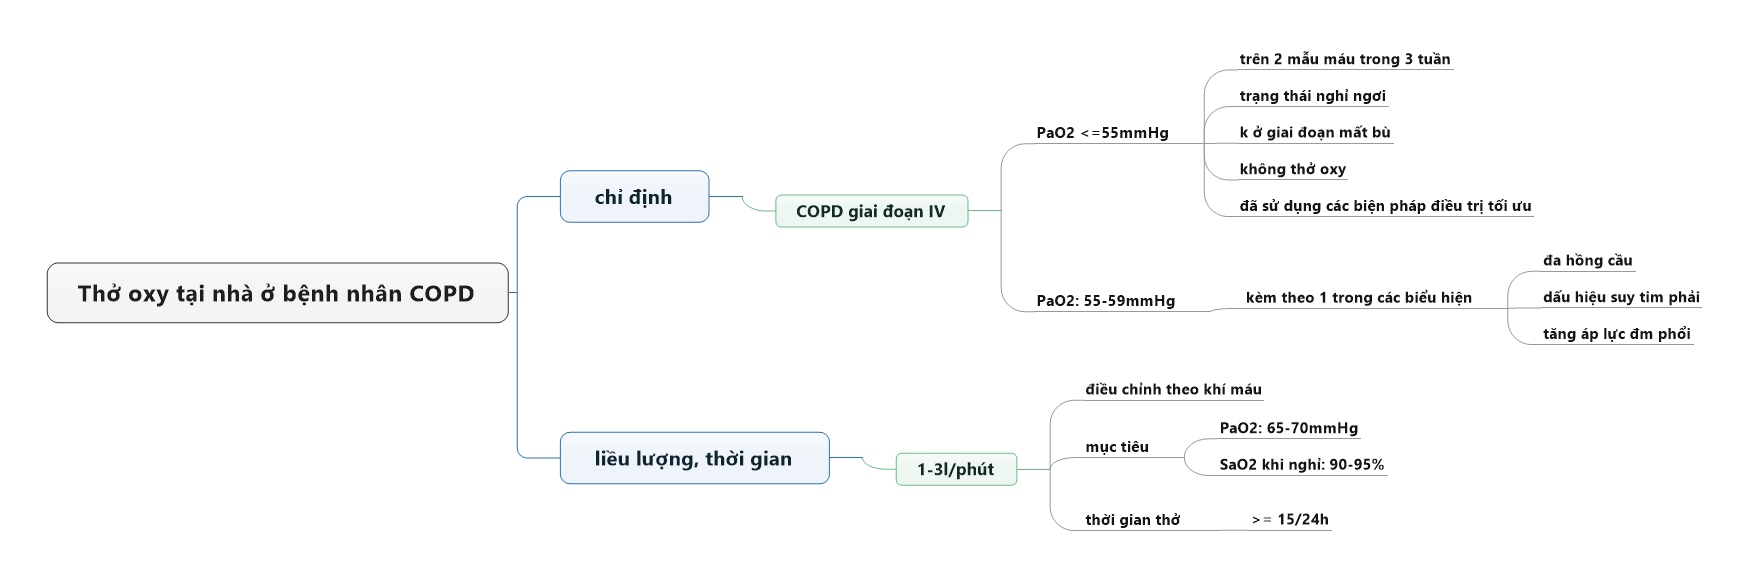 Thở oxy tại nhà ở bệnh nhân COPD
chỉ định
COPD giai đoạn IV
PaO2 <=55mmHg
trên 2 mẫu máu trong 3 tuần
trạng thái nghỉ ngơi
k ở giai đoạn mất bù
không thở oxy
đã sử dụng các biện pháp điều trị tối ưu
PaO2: 55-59mmHg
kèm theo 1 trong các biểu hiện
đa hồng cầu
dấu hiệu suy tim phải
tăng áp lực đm phổi
liều lượng, thời gian
1-3l/phút
điều chỉnh theo khí máu
mục tiêu
PaO2: 65-70mmHg
SaO2 khi nghỉ: 90-95%
thời gian thở
>= 15/24h